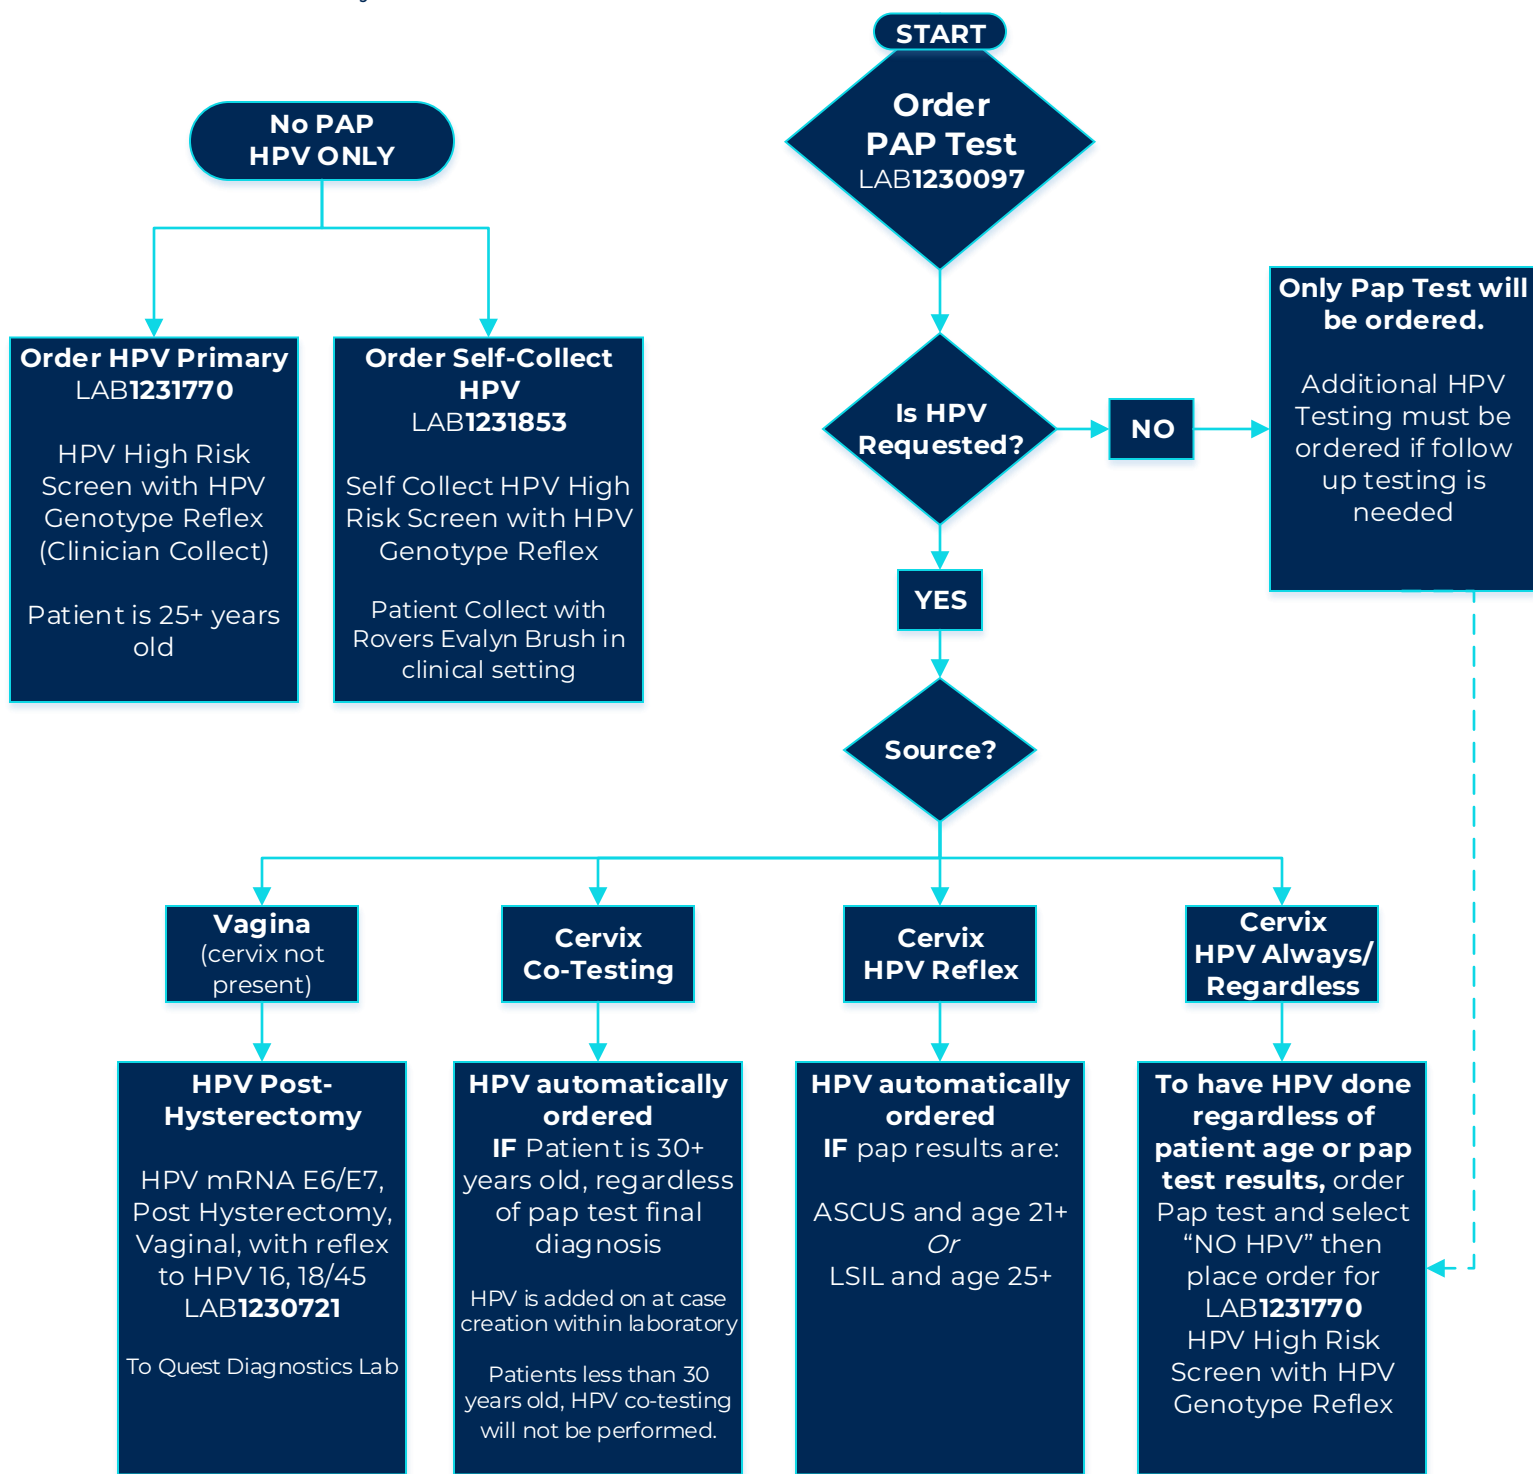 START
Order
PAP Test
LAB1230097
No PAP
HPV ONLY
Order HPV Primary
LAB1231770
HPV High Risk
Screen with HPV
Genotype Reflex
(Clinician Collect)
Patient is 25+ years
old
Order Self-Collect
HPV
LAB1231853
Self Collect HPV High
Risk Screen with HPV
Genotype Reflex
Patient Collect with
Rovers Evalyn Brush in
clinical setting
Is HPV
Requested?
NO
Only Pap Test will
be ordered.
Additional HPV
Testing must be
ordered if follow
up testing is
needed
YES
Source?
Vagina
(cervix not
present)
Cervix
Co-Testing
Cervix
HPV Reflex
Cervix
HPV Always/
Regardless
HPV Post-
Hysterectomy
HPV mRNA E6/E7,
Post Hysterectomy,
Vaginal, with reflex
to HPV 16, 18/45
LAB1230721
To Quest Diagnostics Lab
HPV automatically
ordered
IF Patient is 30+
years old, regardless
of pap test final
diagnosis
HPV is added on at case
creation within laboratory
Patients less than 30
years old, HPV co-testing
will not be performed.
HPV automatically
ordered
IF pap results are:
ASCUS and age 21+
Or
LSIL and age 25+
To have HPV done
regardless of
patient age or pap
test results, order
Pap test and select
“NO HPV” then
place order for
LAB1231770
HPV High Risk
Screen with HPV
Genotype Reflex